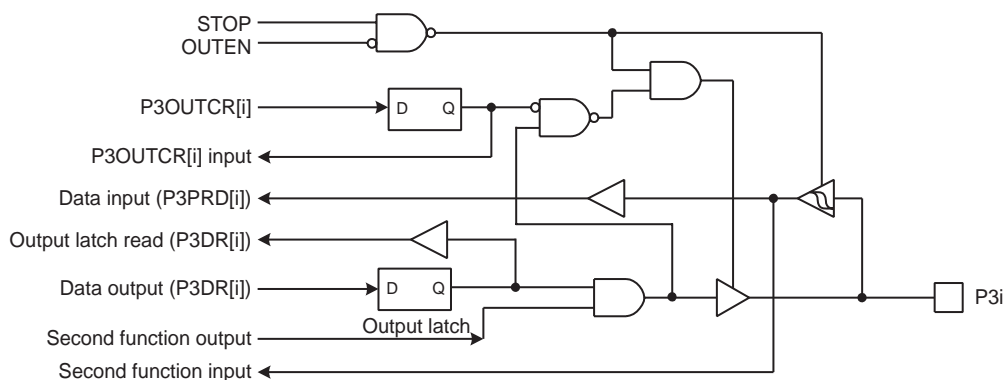 STOP
OUTEN
P3OUTCR[i]
D Q
P3OUTCR[i] input
Data input (P3PRD[i])
Output latch read (P3DR[i])
Data output (P3DR[i])
D Q
P3i
Output latch
Second function output
Second function input